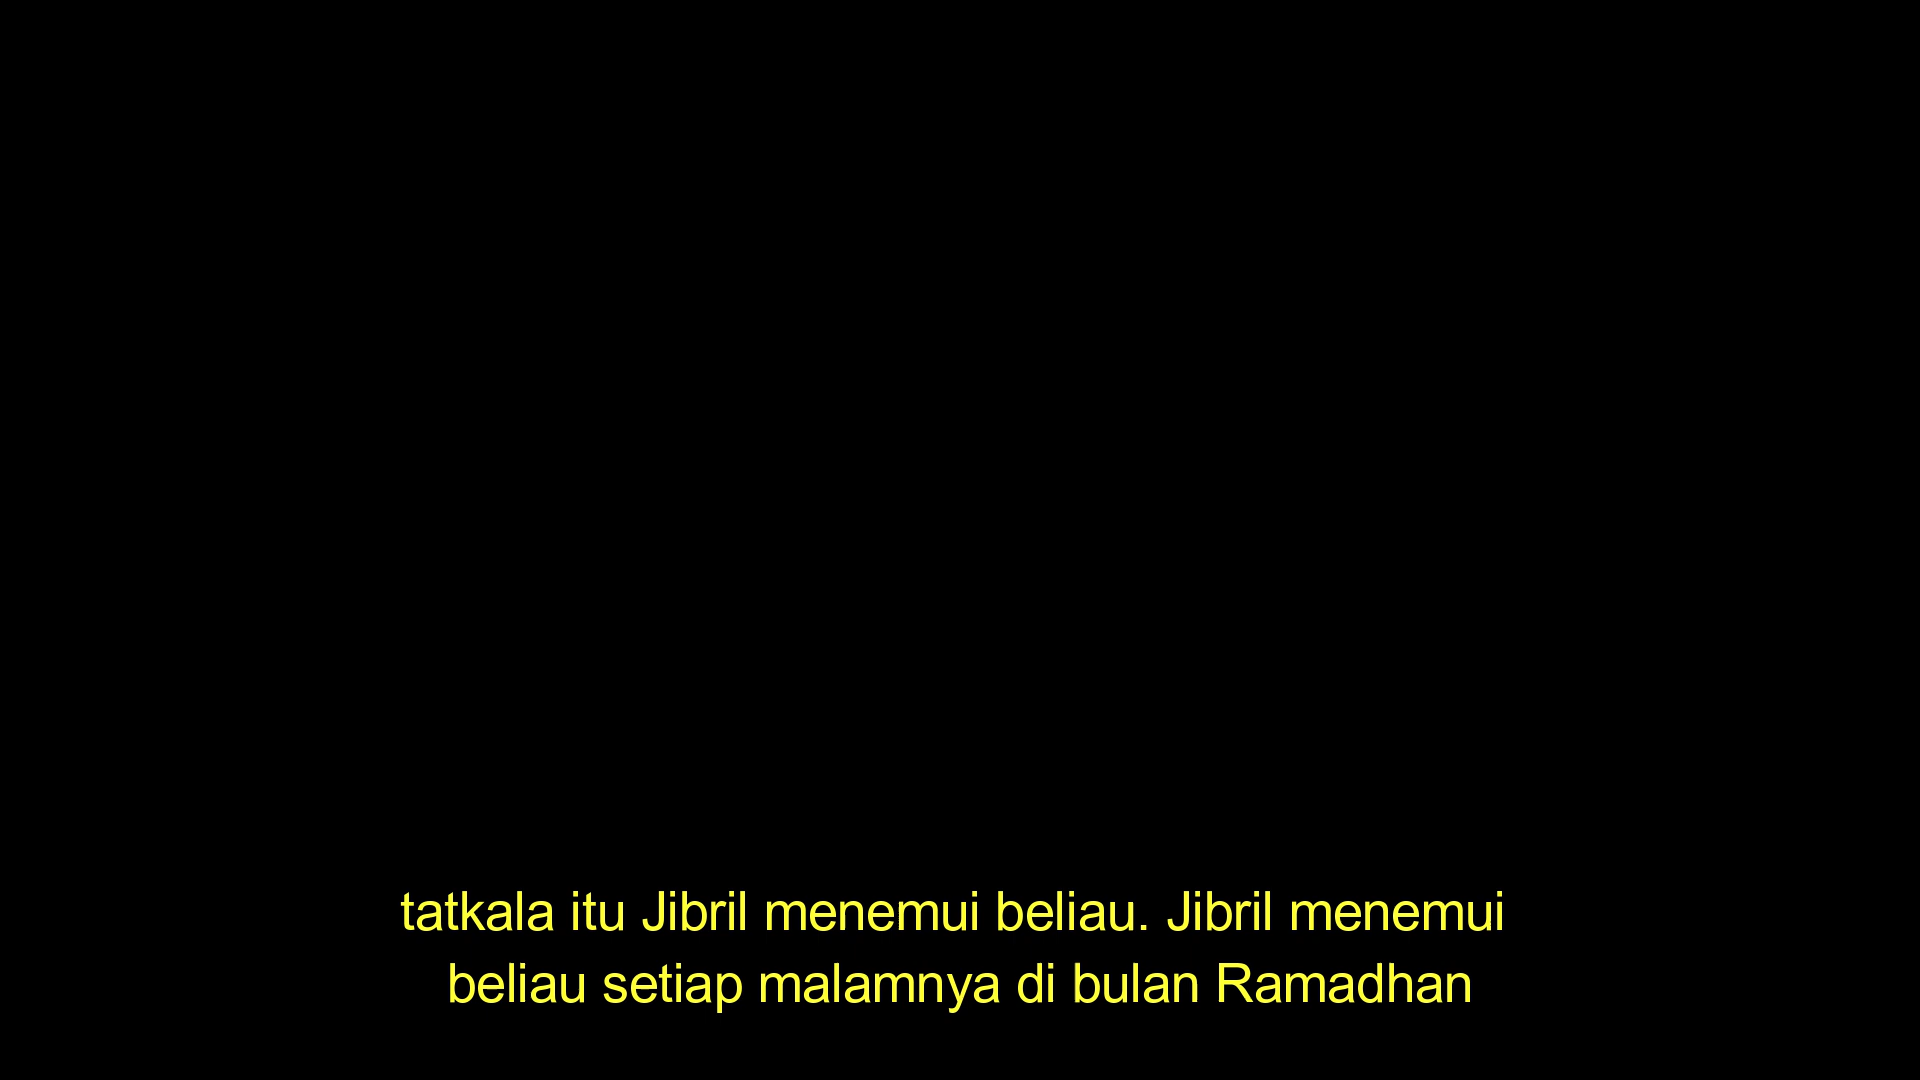 tatkala itu Jibril menemui beliau. Jibril menemui
beliau setiap malamnya di bulan Ramadhan